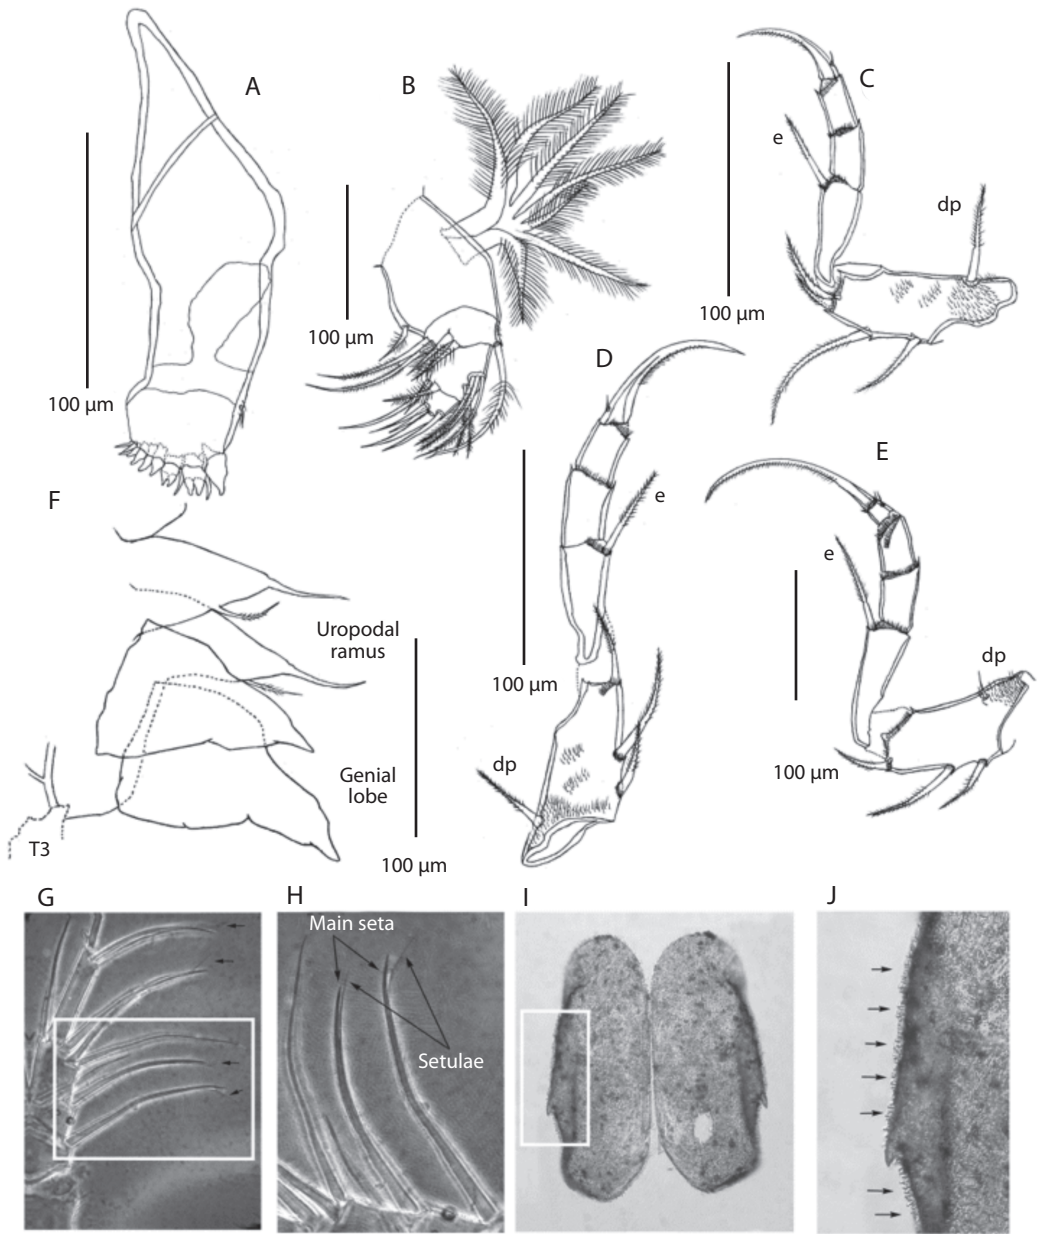 A
B
C
e
dp
100 µm
100 µm
100 µm
D
e
dp
100 µm
E
e
dp
100 µm
F
Uropodal
ramus
Genial
lobe
T3
100 µm
G
H
I
J
Main seta
Setulae